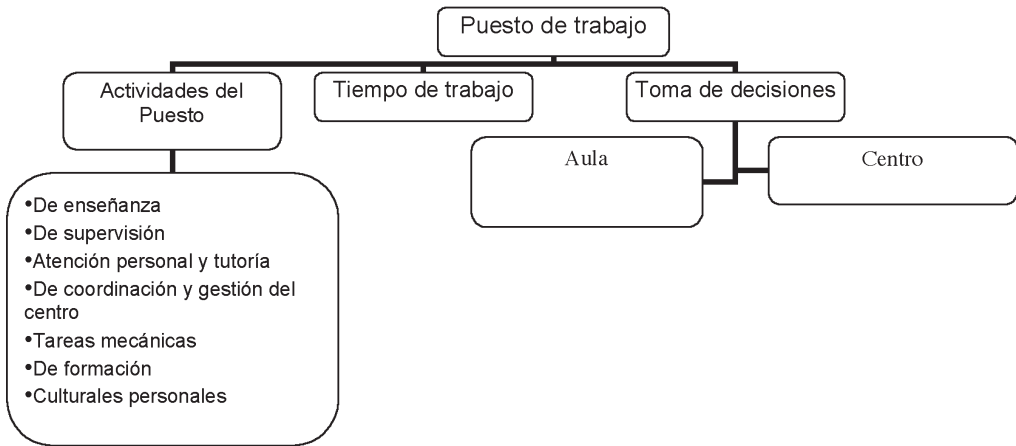 Puesto de trabajo
Actividades del
Puesto
Tiempo de trabajo
Toma de decisiones
Aula
Centro
•De enseñanza
•De supervisión
•Atención personal y tutoría
•De coordinación y gestión del
centro
•Tareas mecánicas
•De formación
•Culturales personales